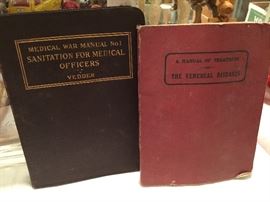 MEDICAL WAR MANUAL No.1
SANITATION FOR MEDICAL
OFFICERS
VEDDER
A MANUAL OF TREATMENT
THE VENEREAL DISEASES